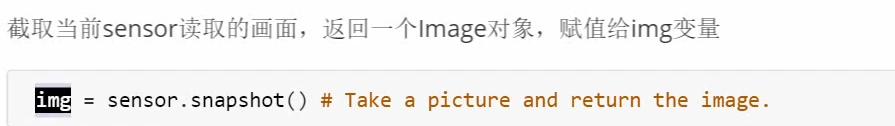 截取当前sensor读取的画面，返回一个Image对象，赋值给img变量
img = sensor.snapshot() # Take a picture and return the image.